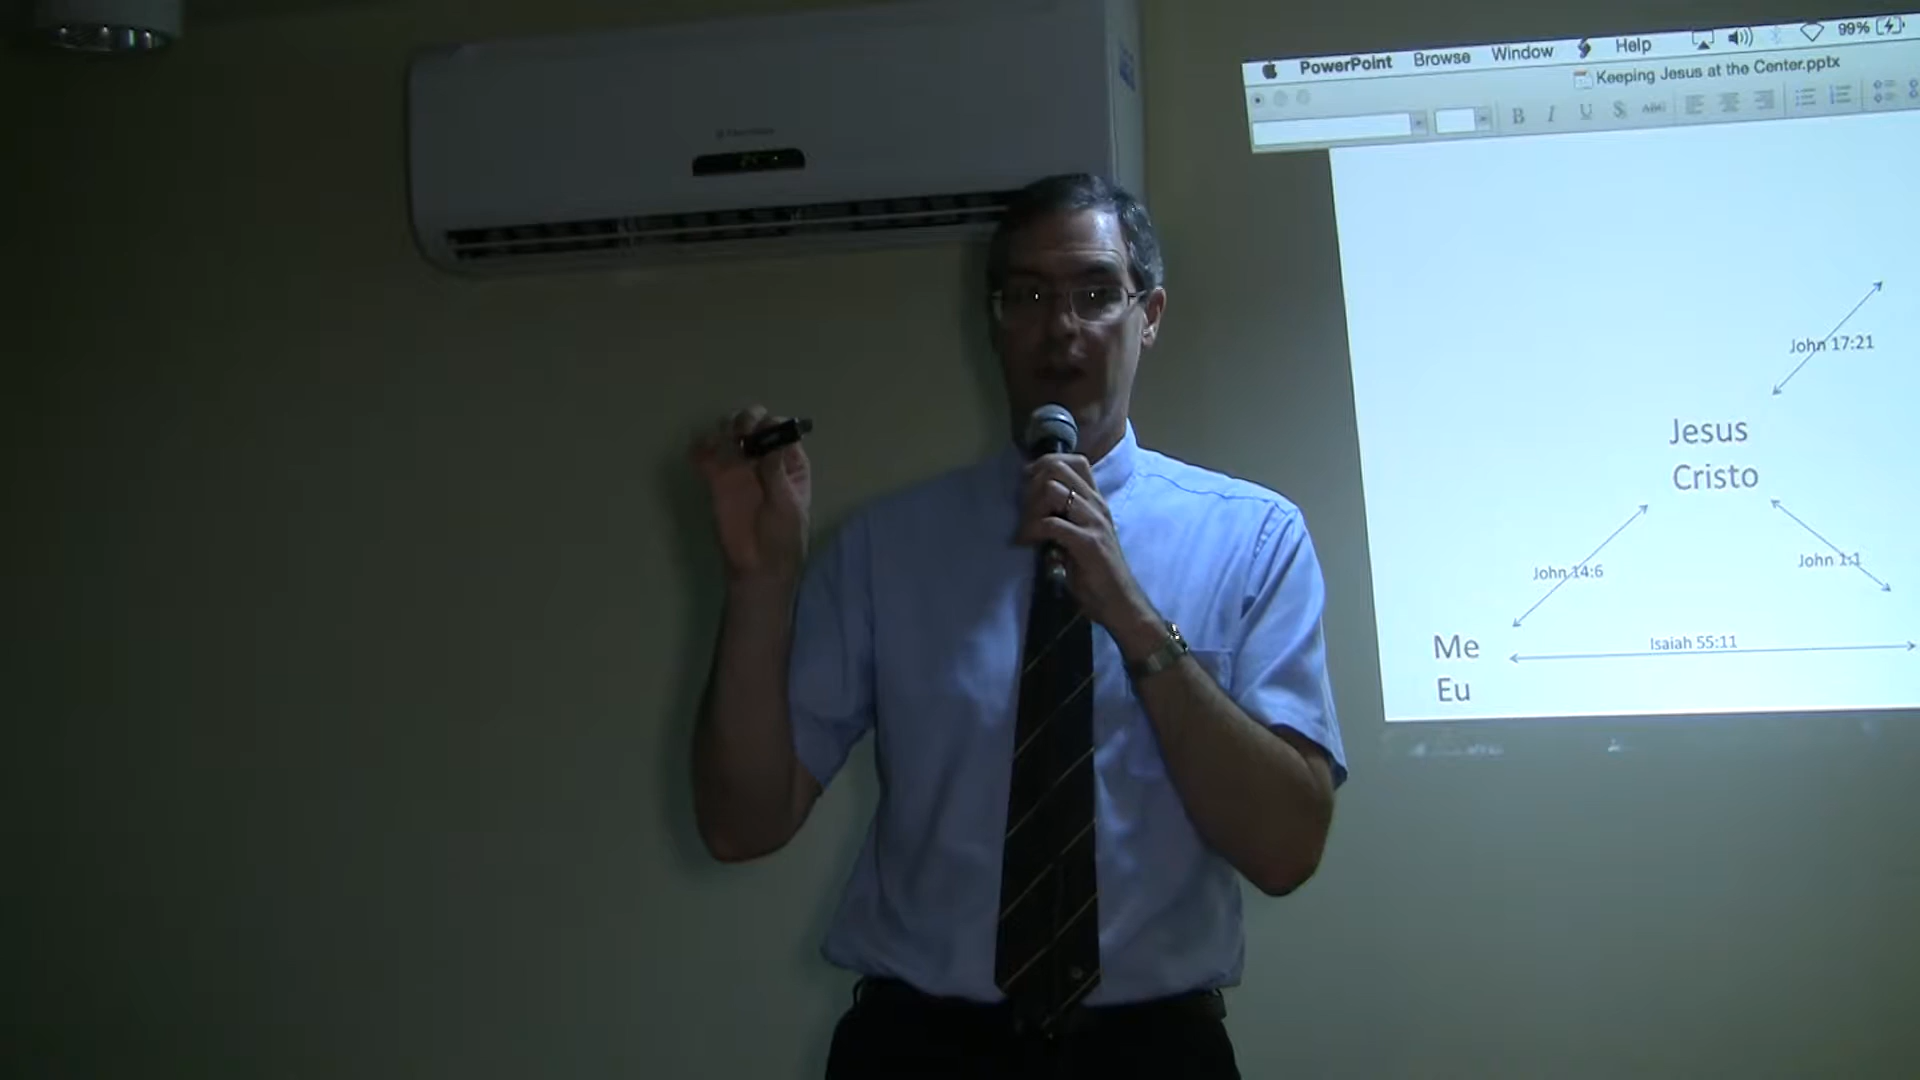 PowerPoint Browse Window Help 99%
Keeping Jesus at the Center.pptx
B I U S ABC
John 17:21
Jesus
Cristo
John 14:6
John 1:1
Me
Eu
Isaiah 55:11